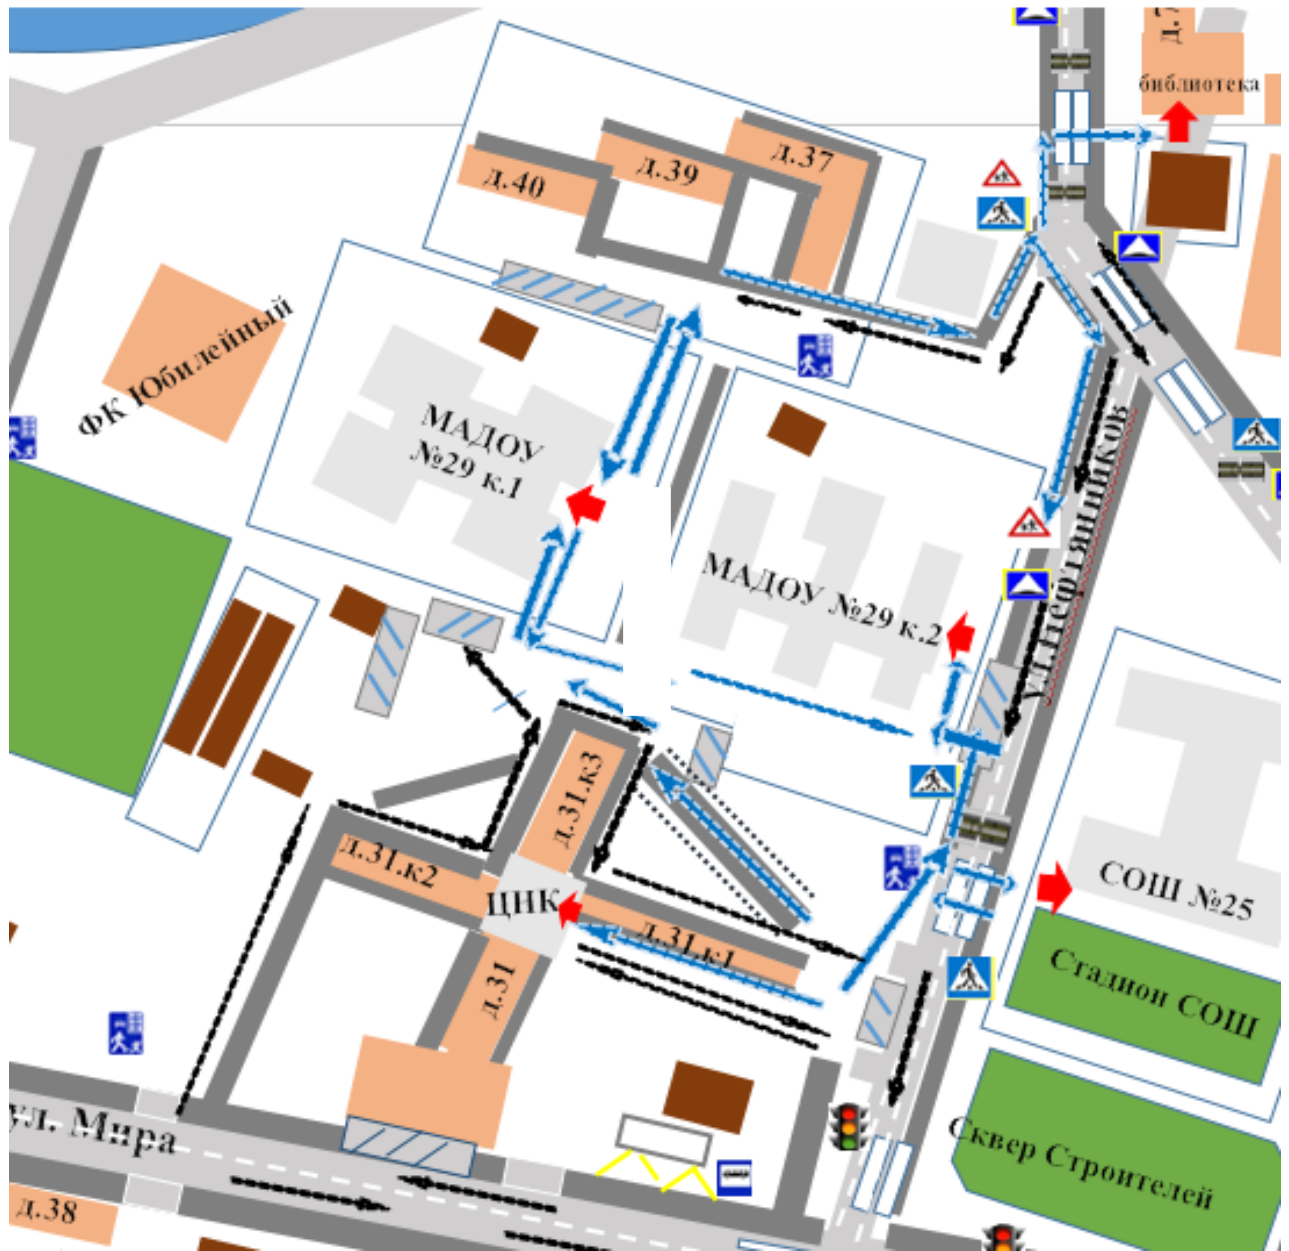 д.7
библиотека
д.37
д.39
д.40
ФК Юбилейный
МАДОУ
№29 к.1
МАДОУ №29 к.2
ул.Нефтянников
д.31.к3
д.31.к2
ЦНК
д.31.к1
д.31
СОШ №25
Стадион СОШ
Сквер Строителей
ул. Мира
д.38